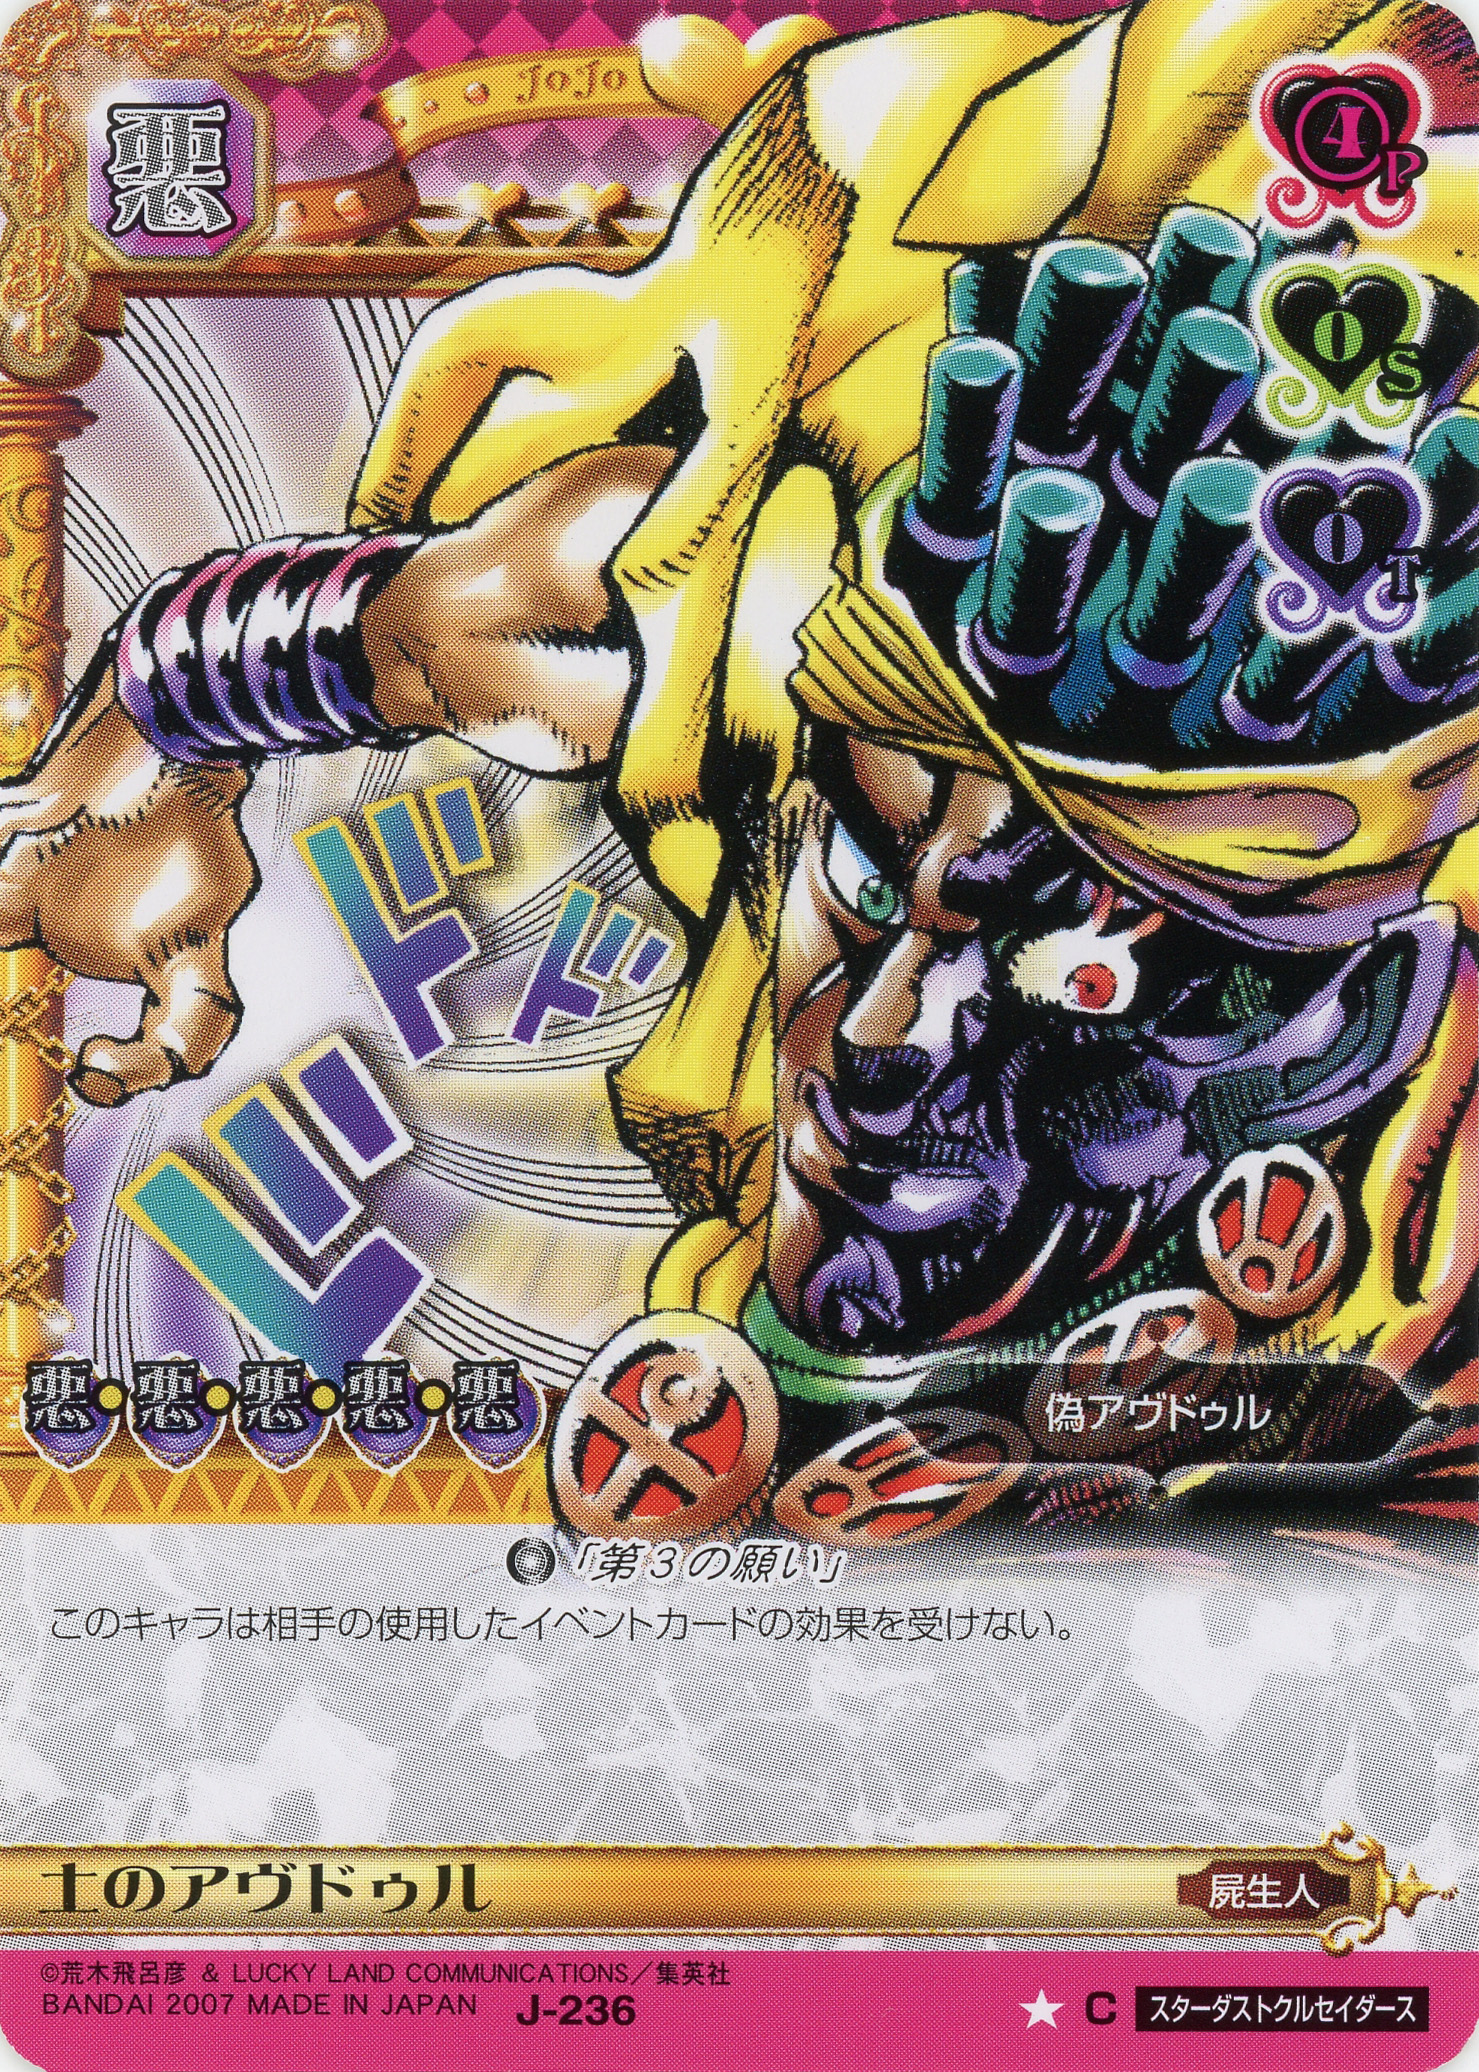 JoJo
悪
4P
0S
0T
ドド
ド
悪・悪・悪・悪・悪
偽アヴドゥル
◎「第3の願い」
このキャラは相手の使用したイベントカードの効果を受けない。
土のアヴドゥル
屍生人
©荒木飛呂彦 & LUCKY LAND COMMUNICATIONS／集英社
BANDAI 2007 MADE IN JAPAN J-236
★ C スターダストクルセイダース